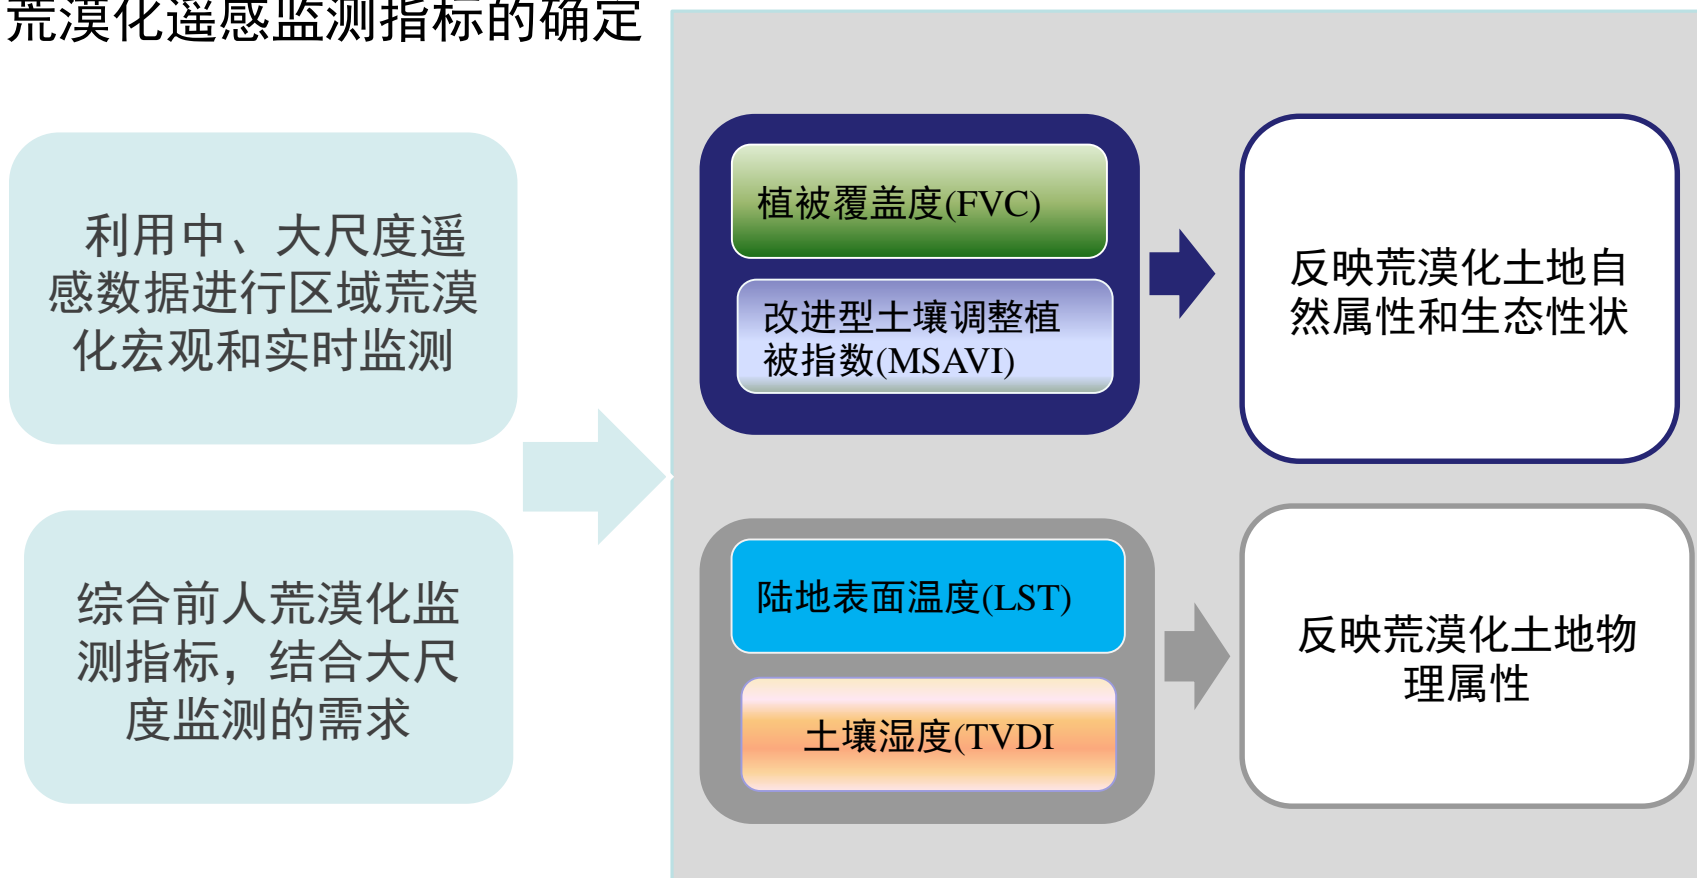 荒漠化遥感监测指标的确定
利用中、大尺度遥
感数据进行区域荒漠
化宏观和实时监测
综合前人荒漠化监
测指标，结合大尺
度监测的需求
植被覆盖度(FVC)
改进型土壤调整植
被指数(MSAVI)
反映荒漠化土地自
然属性和生态性状
陆地表面温度(LST)
土壤湿度(TVDI
反映荒漠化土地物
理属性